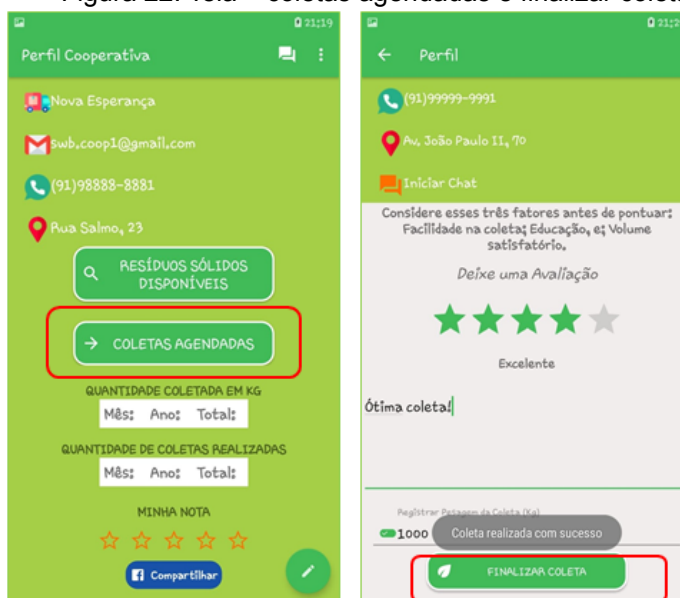 Figura 22: Tela – coletas agendadas e finalizar coleta
21:19
Perfil Cooperativa
Nova Esperança
swb.coop1@gmail.com
(91)98888-8881
Rua Salmo, 23
RESÍDUOS SÓLIDOS
DISPONÍVEIS
COLETAS AGENDADAS
QUANTIDADE COLETADA EM KG
Mês: Ano: Total:
QUANTIDADE DE COLETAS REALIZADAS
Mês: Ano: Total:
MINHA NOTA
Compartilhar
Perfil
(91)99999-9991
Av. João Paulo II, 70
Iniciar Chat
Considere esses três fatores antes de pontuar:
Facilidade na coleta; Educação, e; Volume
satisfatório.
Deixe uma Avaliação
Excelente
Ótima coleta!
Registrar Pesagem da Coleta (Kg)
1000
Coleta realizada com sucesso
FINALIZAR COLETA